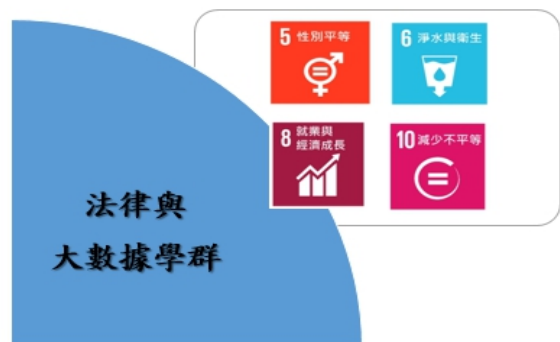 5 性別平等
6 淨水與衛生
8 就業與
經濟成長
10 減少不平等
法律與
大數據學群